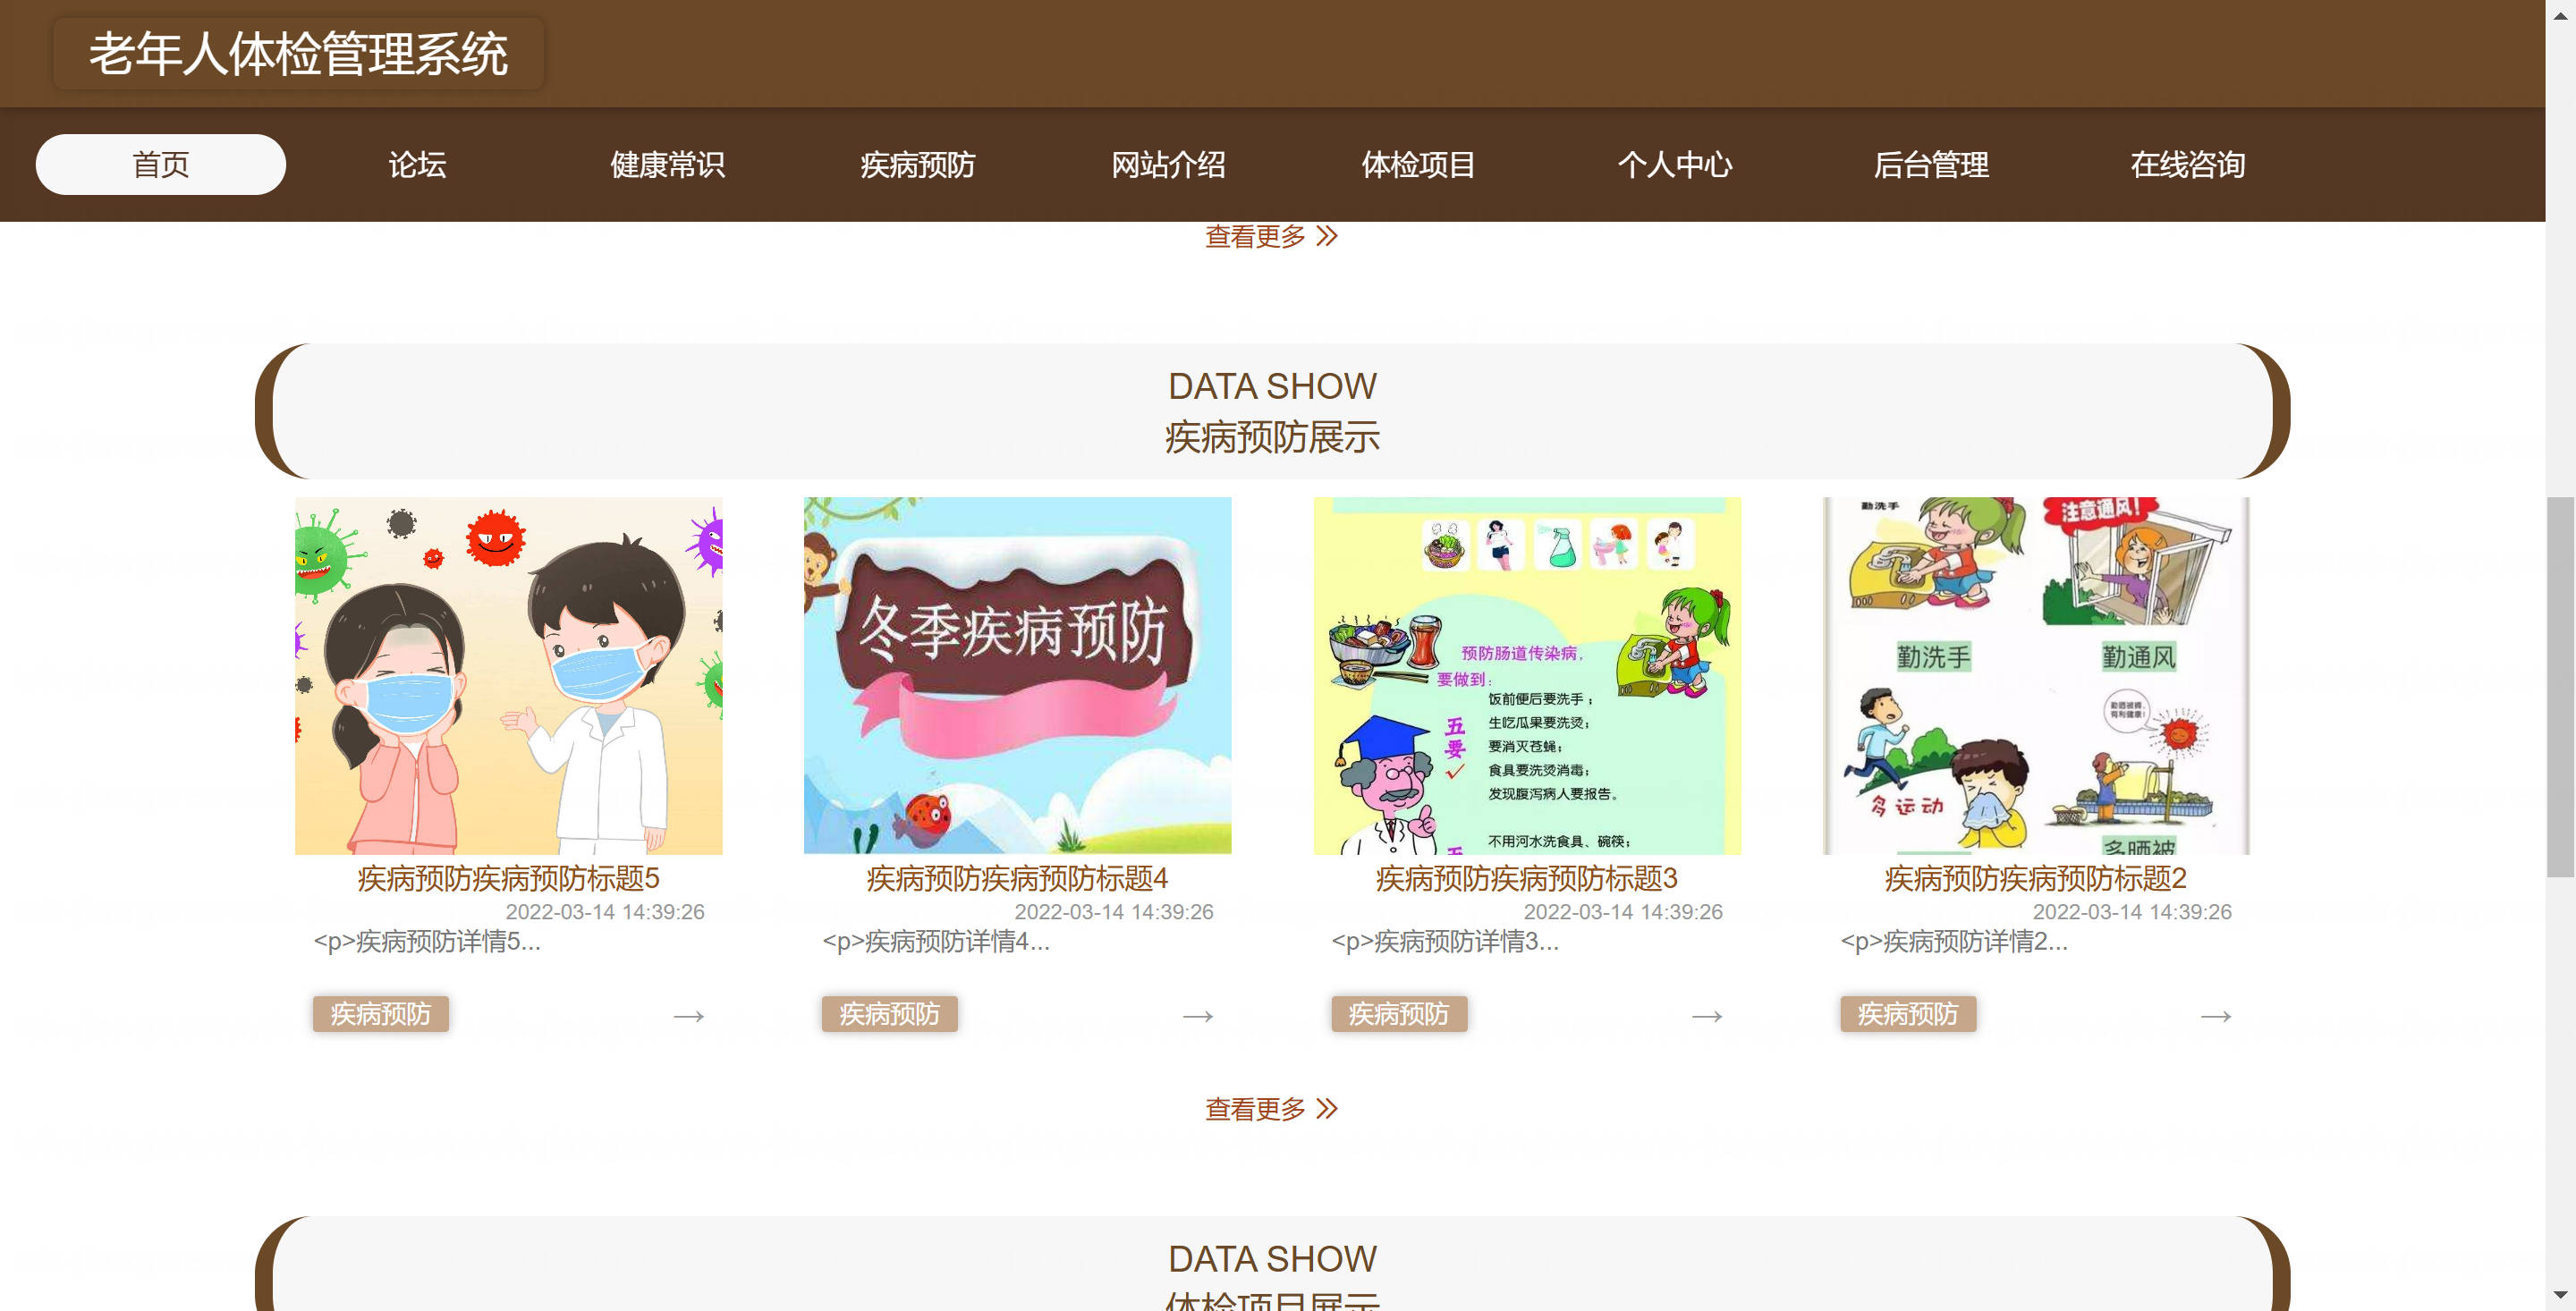 老年人体检管理系统
首页 论坛 健康常识 疾病预防 网站介绍 体检项目 个人中心 后台管理 在线咨询
查看更多
DATA SHOW
疾病预防展示
冬季疾病预防
预防肠道传染病，
要做到：
五要
饭前便后要洗手；
生吃瓜果要洗烫；
要消灭苍蝇；
食具要洗烫消毒；
发现腹泻病人要报告。
不用河水洗食具、碗筷；
勤洗手
注意通风！
勤洗手
勤通风
多运动
多晒被
疾病预防疾病预防标题5
2022-03-14 14:39:26
<p>疾病预防详情5...
疾病预防 →
疾病预防疾病预防标题4
2022-03-14 14:39:26
<p>疾病预防详情4...
疾病预防 →
疾病预防疾病预防标题3
2022-03-14 14:39:26
<p>疾病预防详情3...
疾病预防 →
疾病预防疾病预防标题2
2022-03-14 14:39:26
<p>疾病预防详情2...
疾病预防 →
查看更多
DATA SHOW
体检项目展示